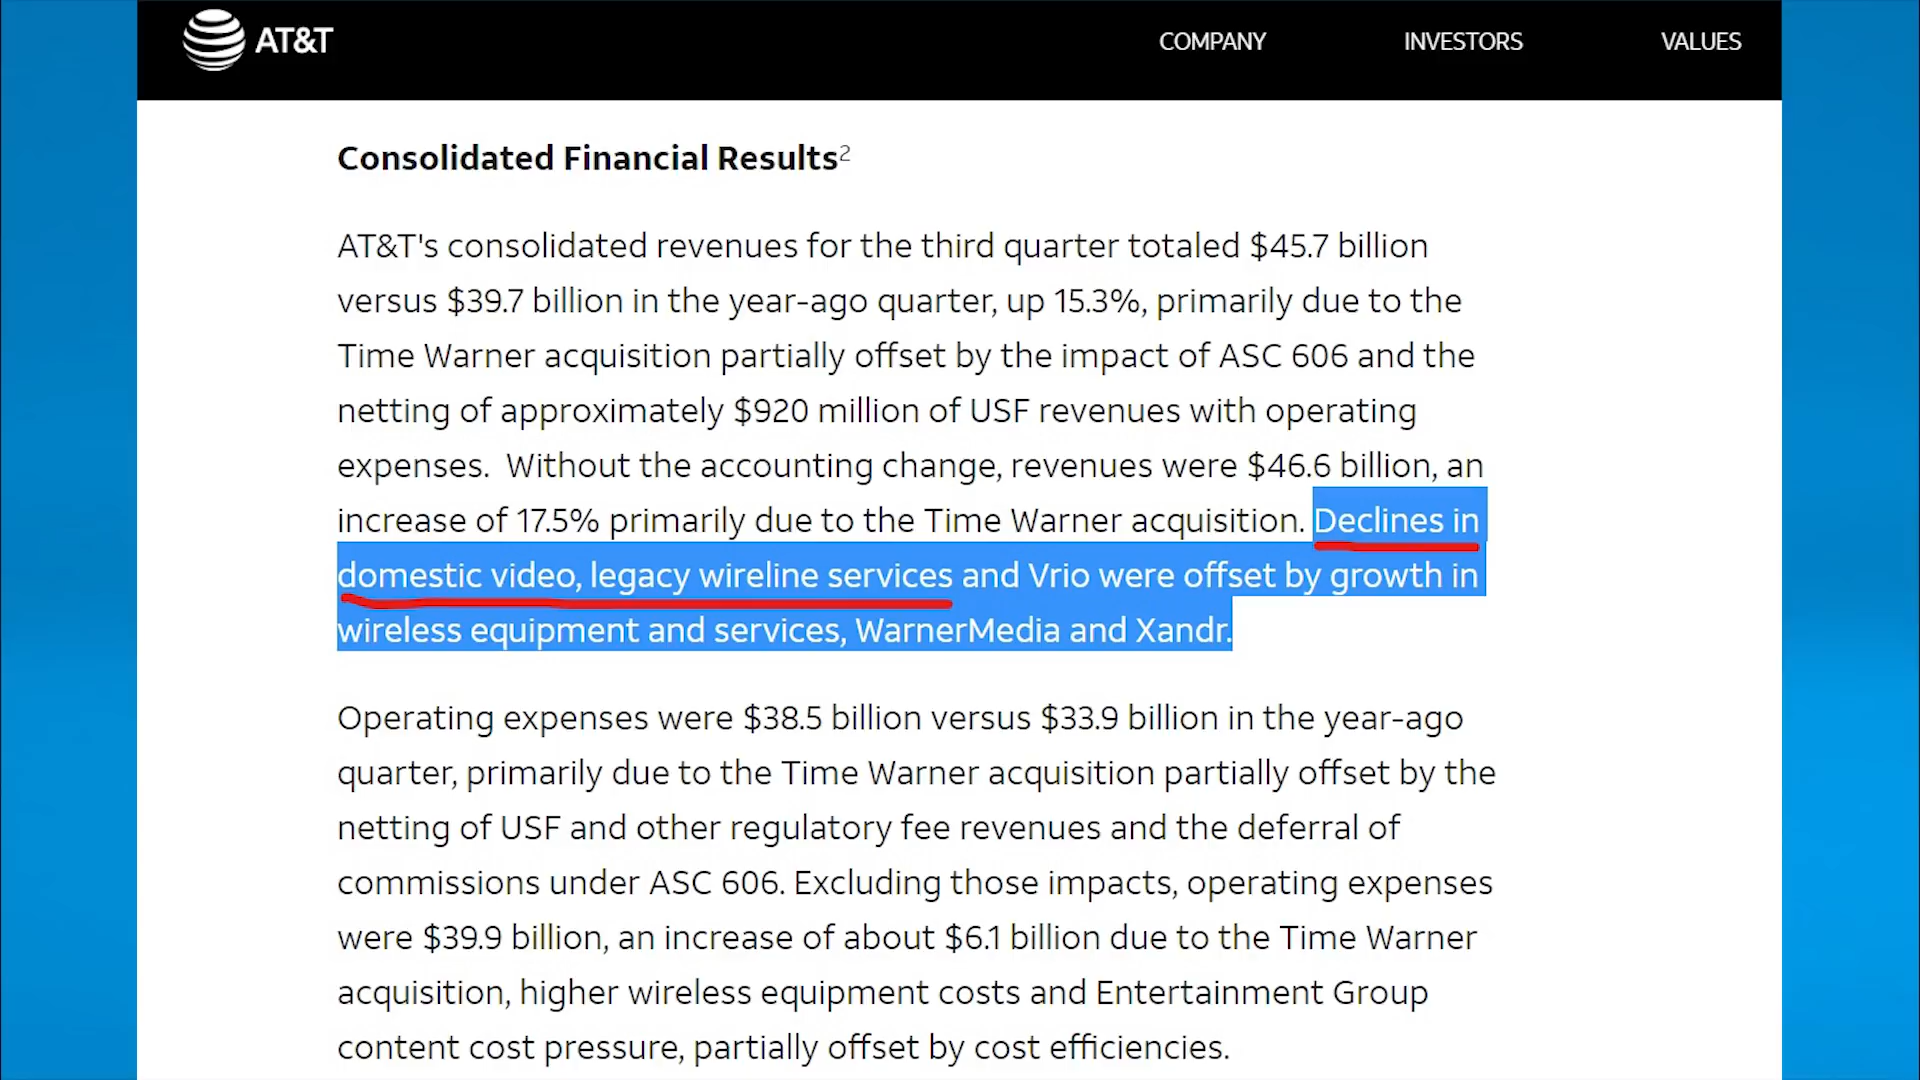 AT&T
COMPANY
INVESTORS
VALUES
Consolidated Financial Results2
AT&T's consolidated revenues for the third quarter totaled $45.7 billion
versus $39.7 billion in the year-ago quarter, up 15.3%, primarily due to the
Time Warner acquisition partially offset by the impact of ASC 606 and the
netting of approximately $920 million of USF revenues with operating
expenses.  Without the accounting change, revenues were $46.6 billion, an
increase of 17.5% primarily due to the Time Warner acquisition. Declines in
domestic video, legacy wireline services and Vrio were offset by growth in
wireless equipment and services, WarnerMedia and Xandr.
Operating expenses were $38.5 billion versus $33.9 billion in the year-ago
quarter, primarily due to the Time Warner acquisition partially offset by the
netting of USF and other regulatory fee revenues and the deferral of
commissions under ASC 606. Excluding those impacts, operating expenses
were $39.9 billion, an increase of about $6.1 billion due to the Time Warner
acquisition, higher wireless equipment costs and Entertainment Group
content cost pressure, partially offset by cost efficiencies.